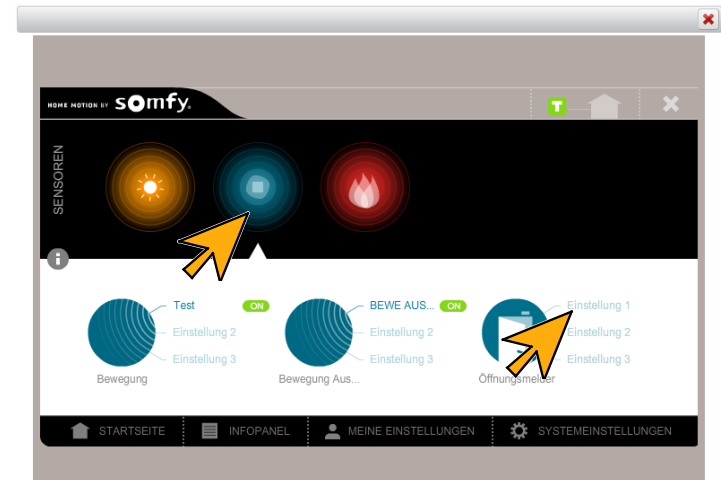 HOME MOTION BY somfy.
T
SENSOREN
i
Test ON
Einstellung 2
Einstellung 3
Bewegung
BEWE AUS... ON
Einstellung 2
Einstellung 3
Bewegung Aus...
Einstellung 1
Einstellung 2
Einstellung 3
Öffnungsmelder
STARTSEITE INFOPANEL MEINE EINSTELLUNGEN SYSTEMEINSTELLUNGEN